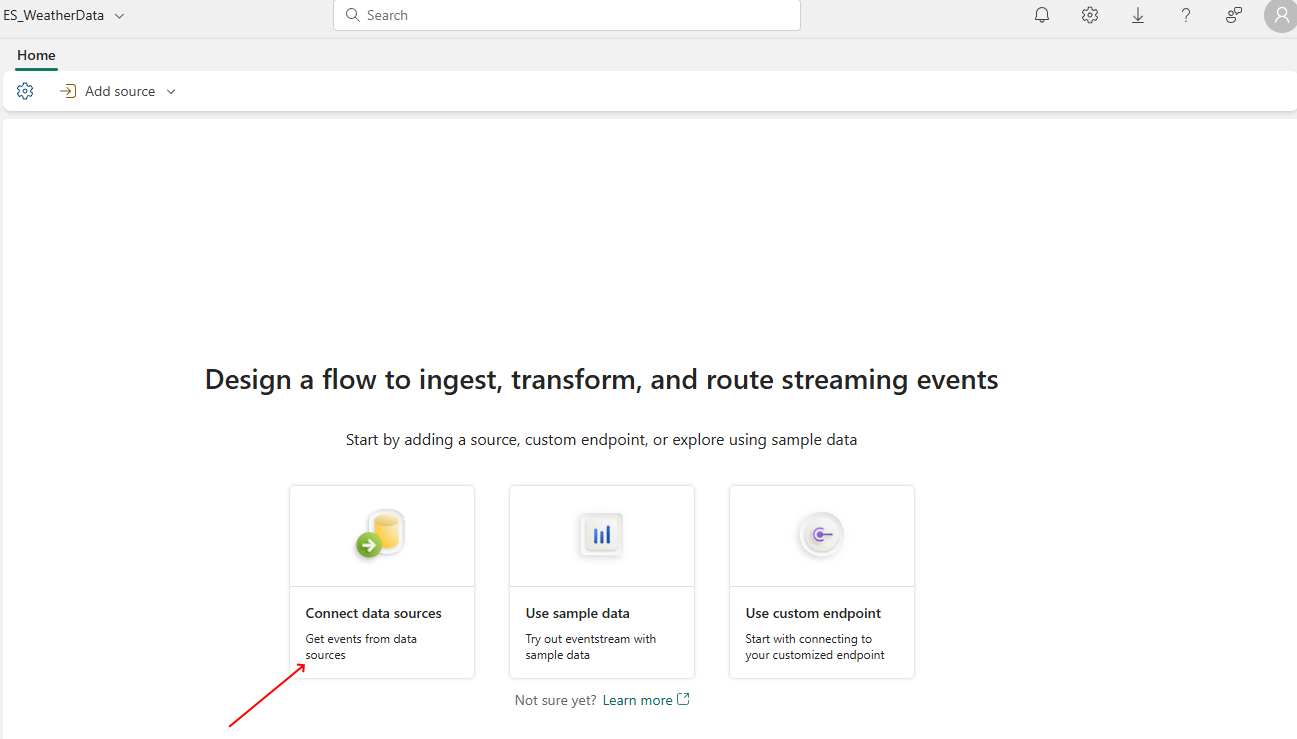 ES_WeatherData
Search
Home
Add source
Design a flow to ingest, transform, and route streaming events
Start by adding a source, custom endpoint, or explore using sample data
Connect data sources
Get events from data
sources
Use sample data
Try out eventstream with
sample data
Use custom endpoint
Start with connecting to
your customized endpoint
Not sure yet? Learn more